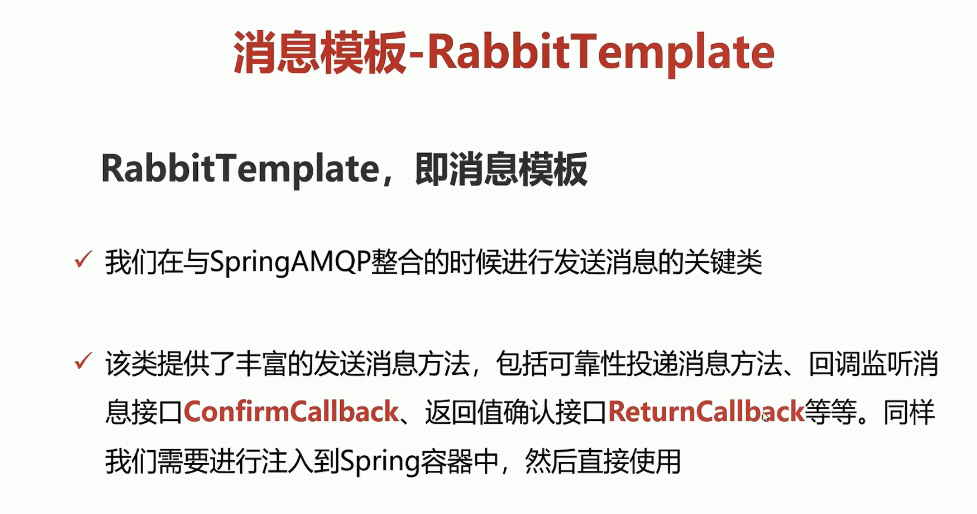 消息模板-RabbitTemplate
RabbitTemplate，即消息模板
✓ 我们在与SpringAMQP整合的时候进行发送消息的关键类
✓ 该类提供了丰富的发送消息方法，包括可靠性投递消息方法、回调监听消
息接口ConfirmCallback、返回值确认接口ReturnCallback等等。同样
我们需要进行注入到Spring容器中，然后直接使用